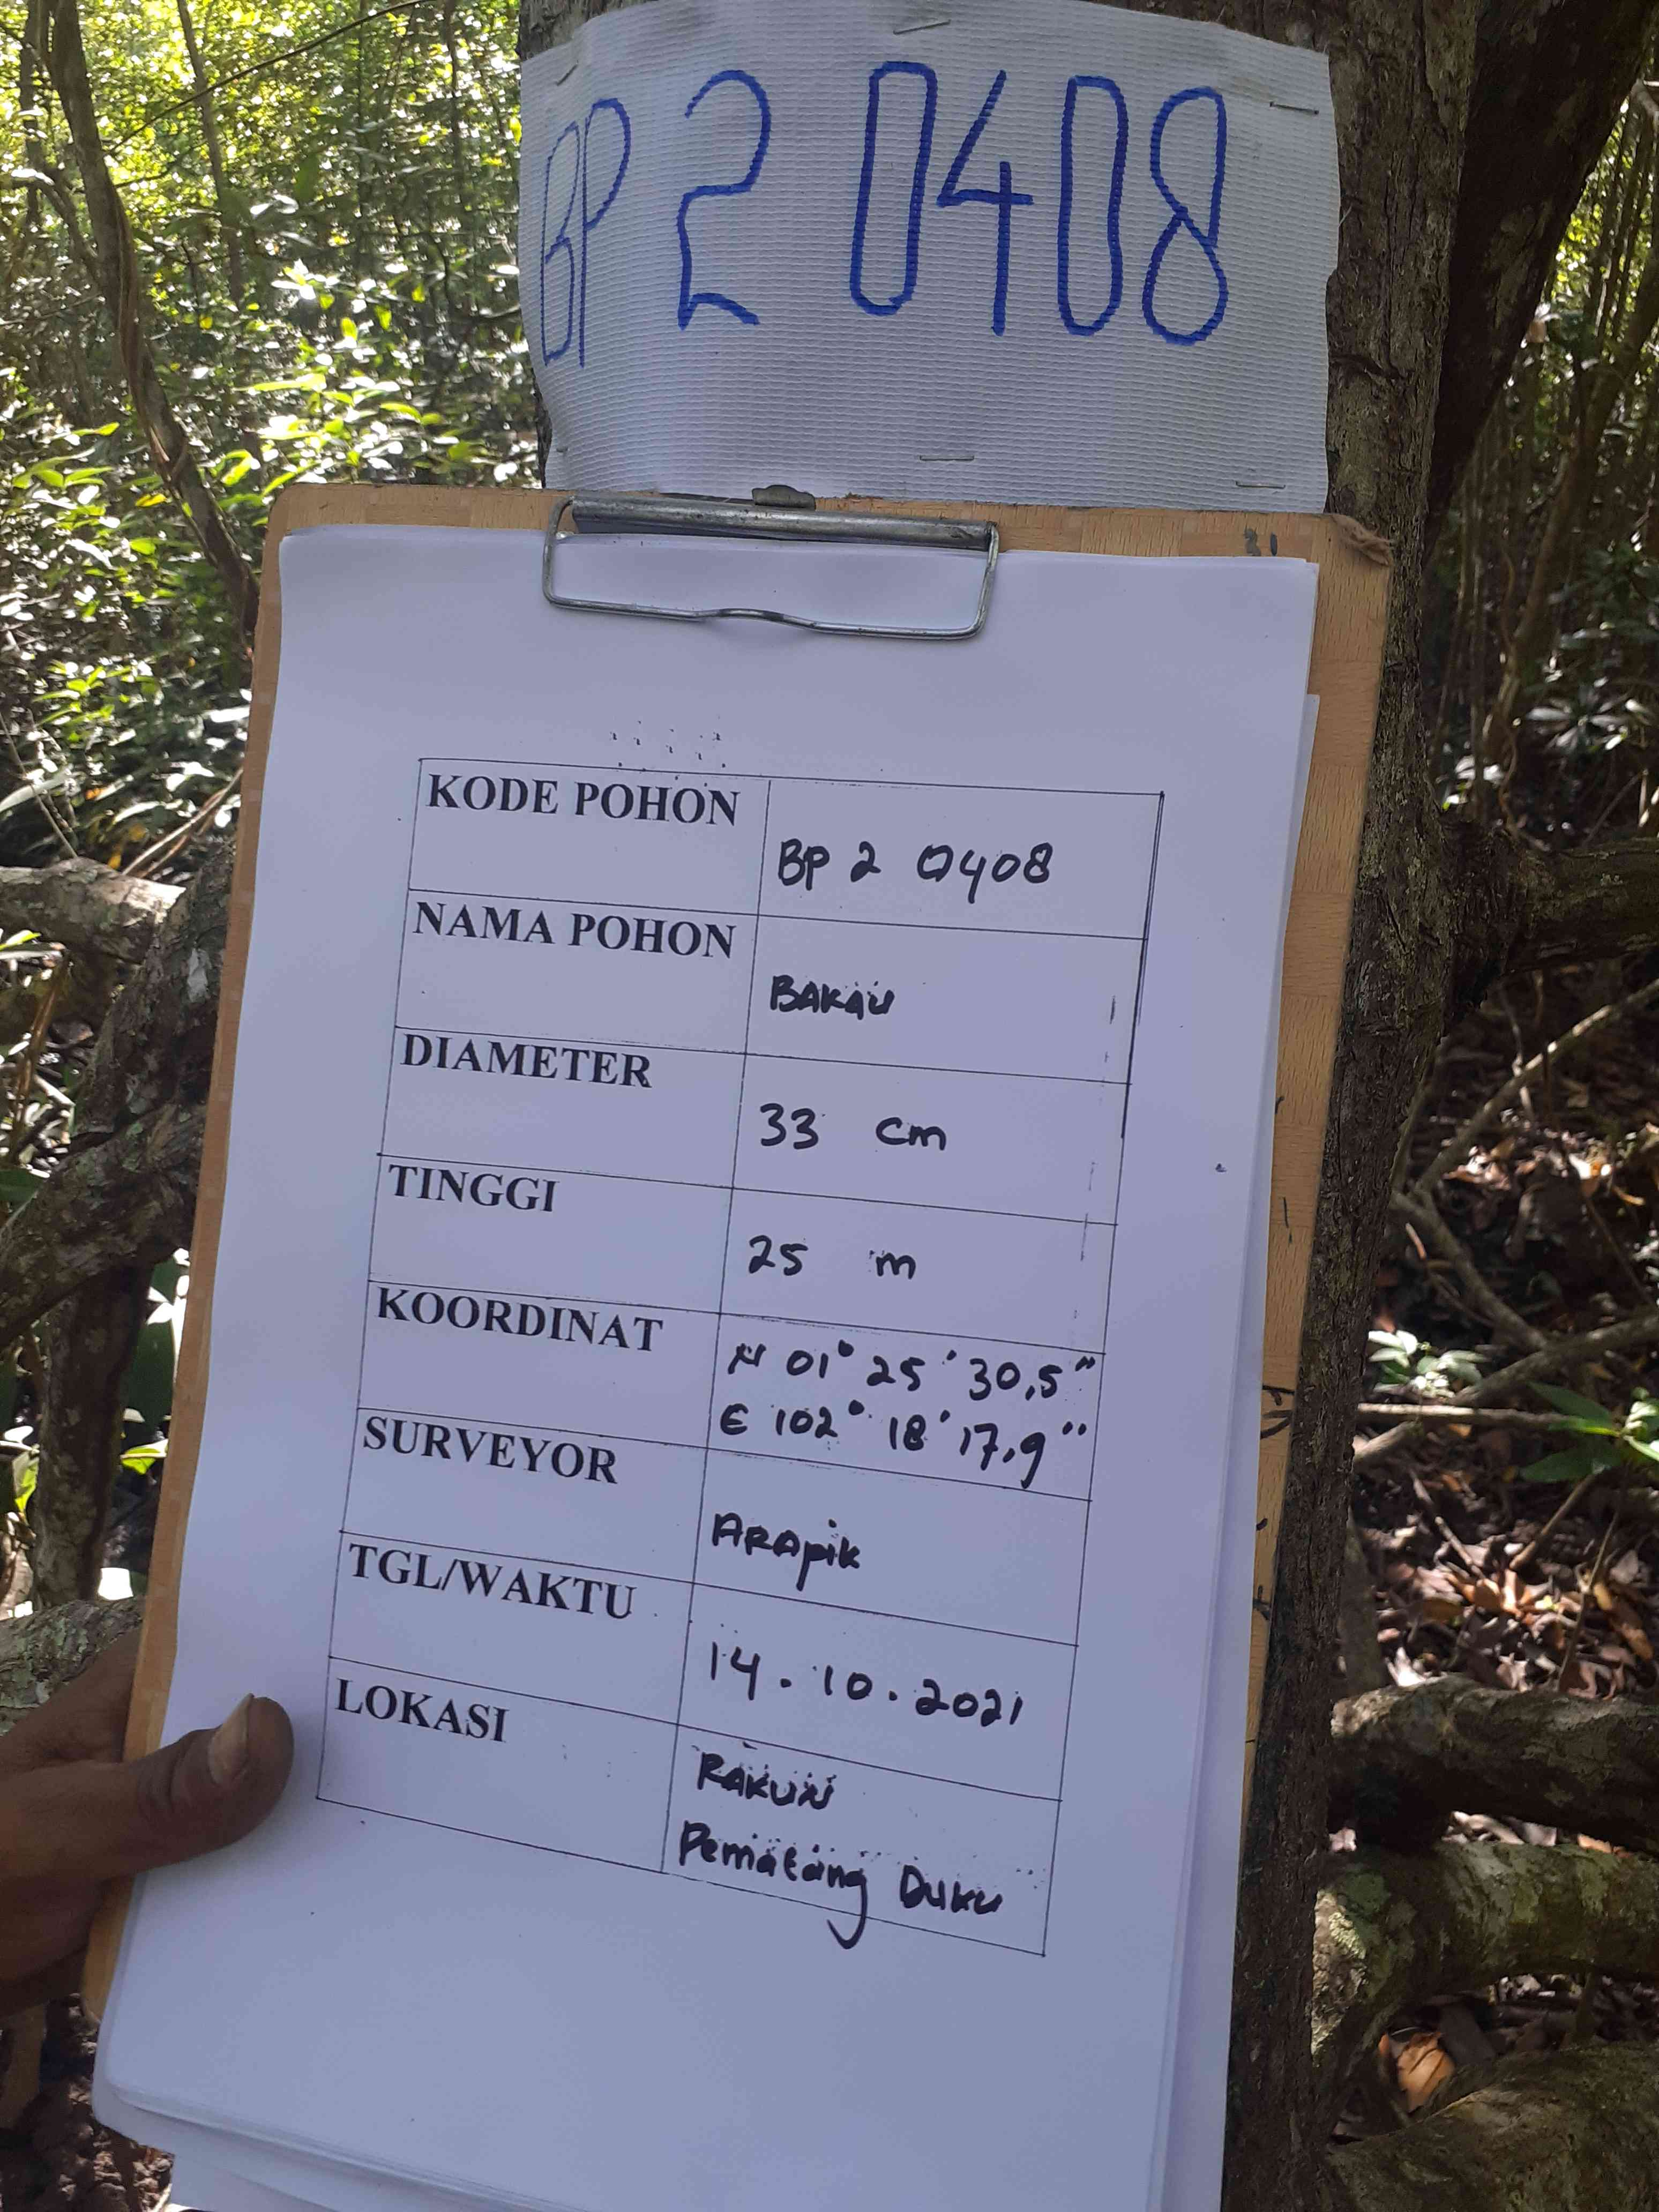 BP 2 0408
KODE POHON
BP 2 0408
NAMA POHON
BAKAU
DIAMETER
33 cm
TINGGI
25 m
KOORDINAT
N 01° 25' 30,5"
E 102° 18' 17,9"
SURVEYOR
ARApik
TGL/WAKTU
14.10.2021
LOKASI
RAKUN
Pematang DUKU